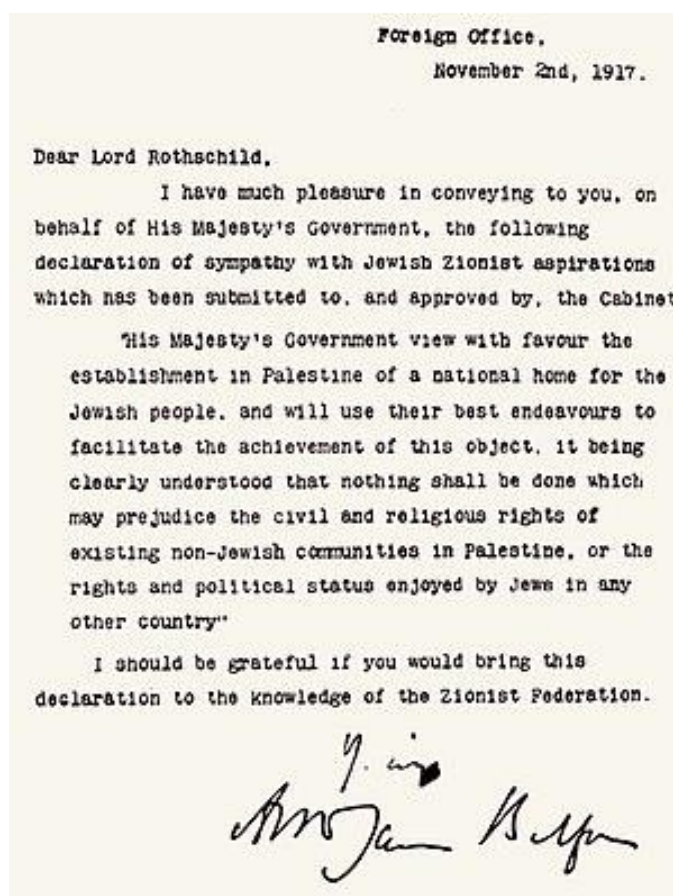 Foreign Office,
November 2nd, 1917.
Dear Lord Rothschild,
I have much pleasure in conveying to you, on
behalf of His Majesty's Government, the following
declaration of sympathy with Jewish Zionist aspirations
which has been submitted to, and approved by, the Cabinet
"His Majesty's Government view with favour the
establishment in Palestine of a national home for the
Jewish people, and will use their best endeavours to
facilitate the achievement of this object, it being
clearly understood that nothing shall be done which
may prejudice the civil and religious rights of
existing non-Jewish communities in Palestine, or the
rights and political status enjoyed by Jews in any
other country"
I should be grateful if you would bring this
declaration to the knowledge of the Zionist Federation.
Arthur James Balfour